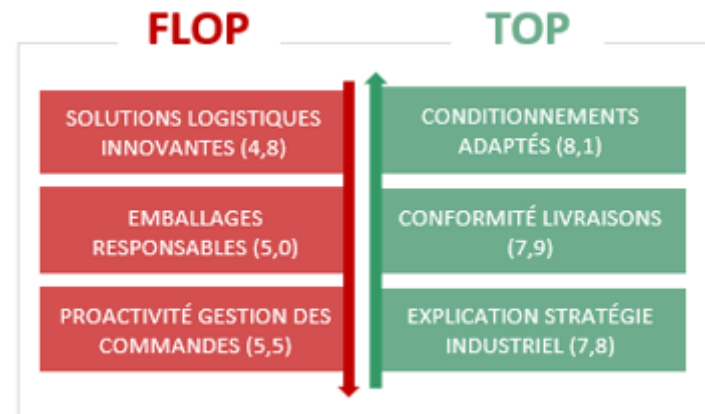 FLOP
SOLUTIONS LOGISTIQUES
INNOVANTES (4,8)
EMBALLAGES
RESPONSABLES (5,0)
PROACTIVITÉ GESTION DES
COMMANDES (5,5)
TOP
CONDITIONNEMENTS
ADAPTÉS (8,1)
CONFORMITÉ LIVRAISONS
(7,9)
EXPLICATION STRATÉGIE
INDUSTRIEL (7,8)